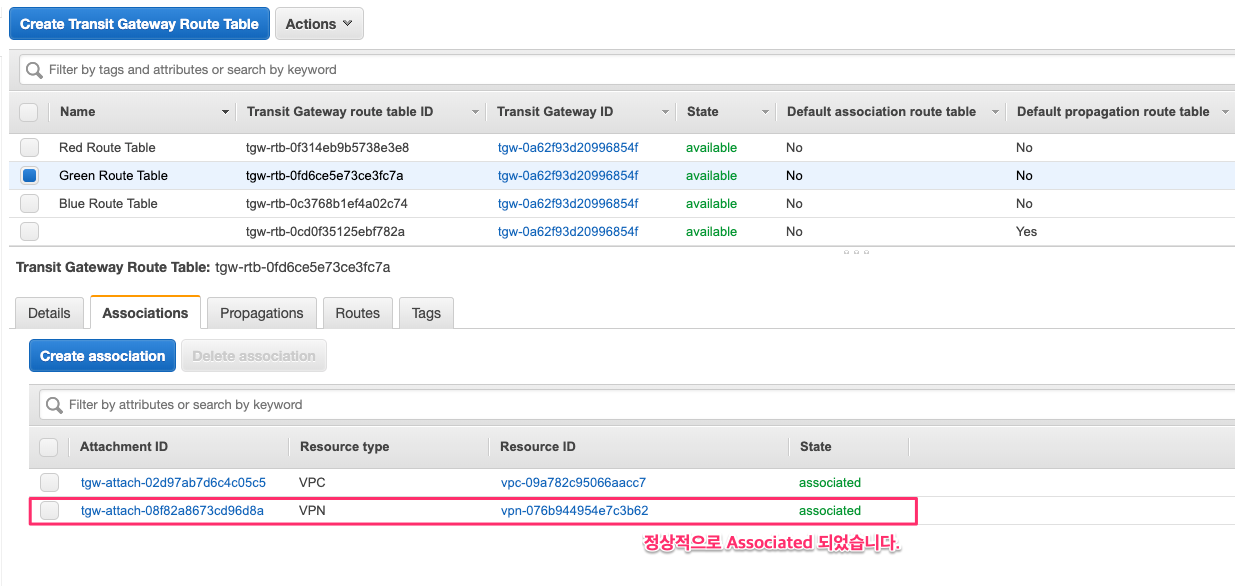 Create Transit Gateway Route Table Actions
Filter by tags and attributes or search by keyword
Name Transit Gateway route table ID Transit Gateway ID State Default association route table Default propagation route table
Red Route Table tgw-rtb-0f314eb9b5738e3e8 tgw-0a62f93d20996854f available No No
Green Route Table tgw-rtb-0fd6ce5e73ce3fc7a tgw-0a62f93d20996854f available No No
Blue Route Table tgw-rtb-0c3768b1ef4a02c74 tgw-0a62f93d20996854f available No No
tgw-rtb-0cd0f35125ebf782a tgw-0a62f93d20996854f available No Yes
Transit Gateway Route Table: tgw-rtb-0fd6ce5e73ce3fc7a
Details Associations Propagations Routes Tags
Create association Delete association
Filter by attributes or search by keyword
Attachment ID Resource type Resource ID State
tgw-attach-02d97ab7d6c4c05c5 VPC vpc-09a782c95066aacc7 associated
tgw-attach-08f82a8673cd96d8a VPN vpn-076b944954e7c3b62 associated
정상적으로 Associated 되었습니다.